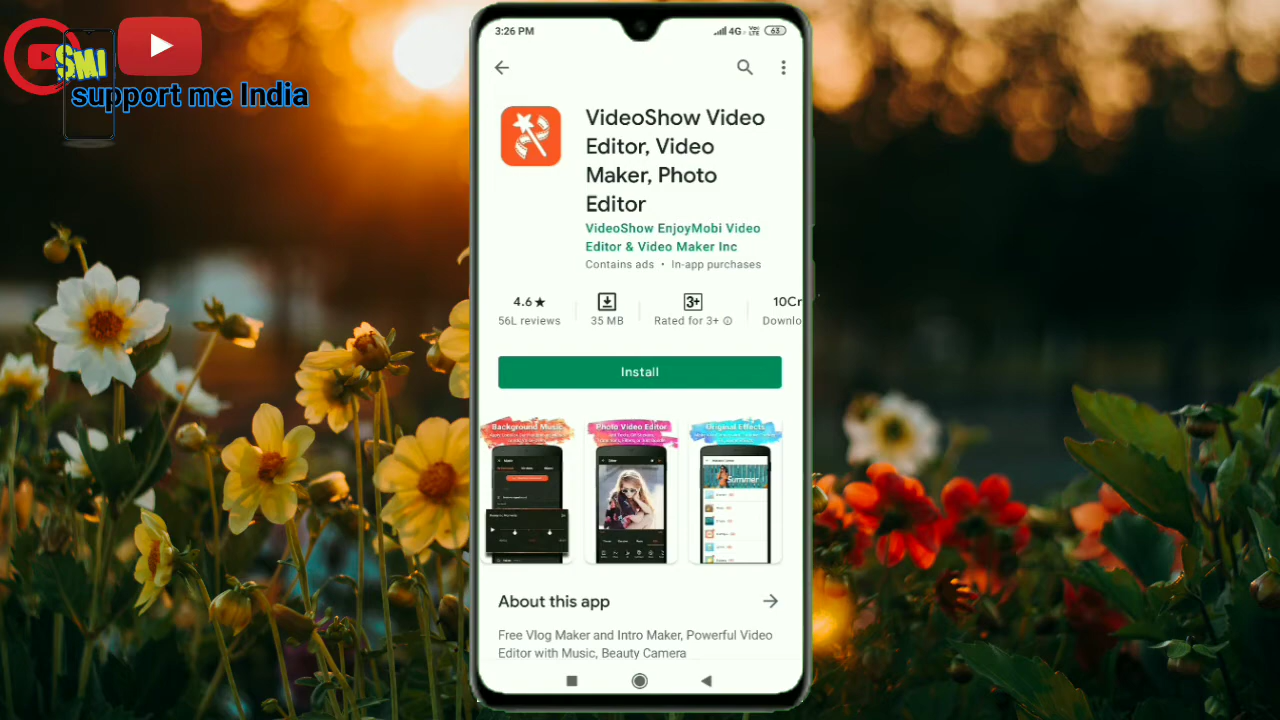 SMI
support me India
3:26 PM
4G
Vo
LTE
63
VideoShow Video
Editor, Video
Maker, Photo
Editor
VideoShow EnjoyMobi Video
Editor & Video Maker Inc
Contains ads • In-app purchases
4.6★
56L reviews
35 MB
3+
Rated for 3+
10Cr
Downlo
Install
Background Music
Photo Video Editor
Original Effects
Summer
About this app
Free Vlog Maker and Intro Maker, Powerful Video
Editor with Music, Beauty Camera